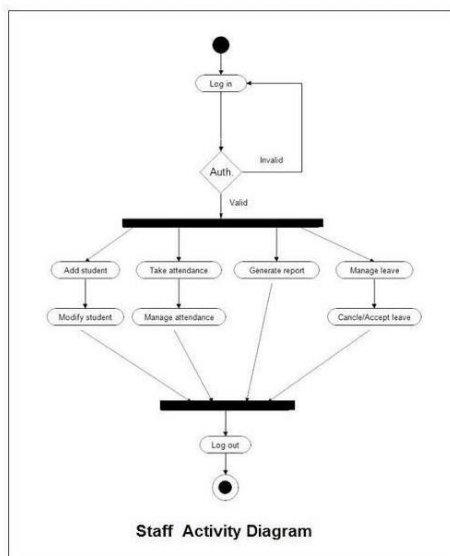 Log in
Auth.
Invalid
Valid
Add student
Take attendance
Generate report
Manage leave
Modify student
Manage attendance
Cancle/Accept leave
Log out
Staff Activity Diagram